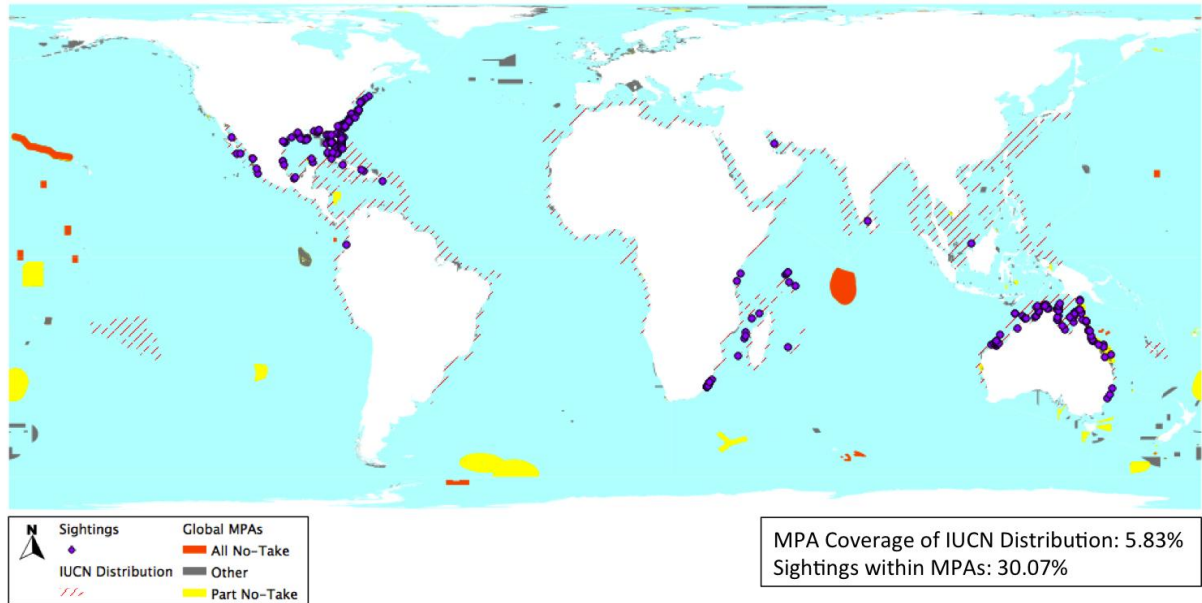 N
Sightings
IUCN Distribution
Global MPAs
All No-Take
Other
Part No-Take
MPA Coverage of IUCN Distribution: 5.83%
Sightings within MPAs: 30.07%